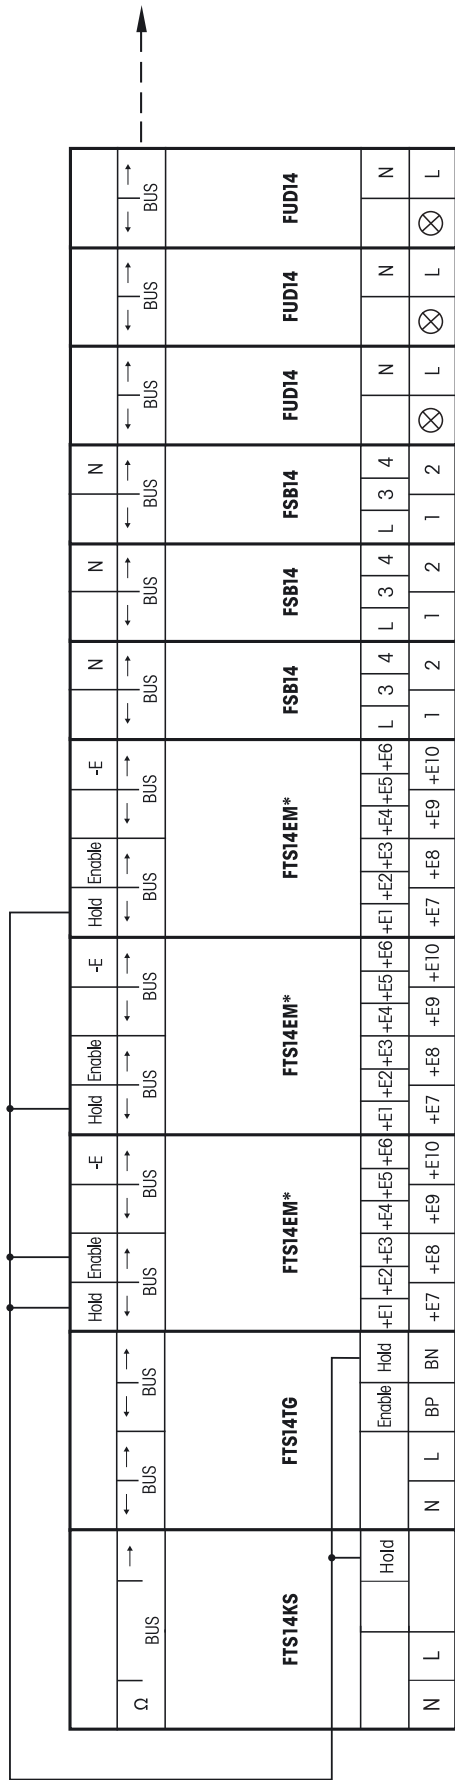 Hold Enable -E Hold Enable -E Hold Enable -E N N N
Ω → ← → ← → ← → ← → ← → ← → ← → ← → ← → ← → ← → ← → ← → ← →
BUS BUS BUS BUS BUS BUS BUS BUS BUS BUS BUS BUS BUS BUS BUS
FTS14KS FTS14TG FTS14EM* FTS14EM* FTS14EM* FSB14 FSB14 FSB14 FUD14 FUD14 FUD14
Hold Enable Hold +E1 +E2 +E3 +E4 +E5 +E6 +E1 +E2 +E3 +E4 +E5 +E6 +E1 +E2 +E3 +E4 +E5 +E6 L 3 4 L 3 4 L 3 4 N N N
N L N L BP BN +E7 +E8 +E9 +E10 +E7 +E8 +E9 +E10 +E7 +E8 +E9 +E10 1 2 1 2 1 2 L L L